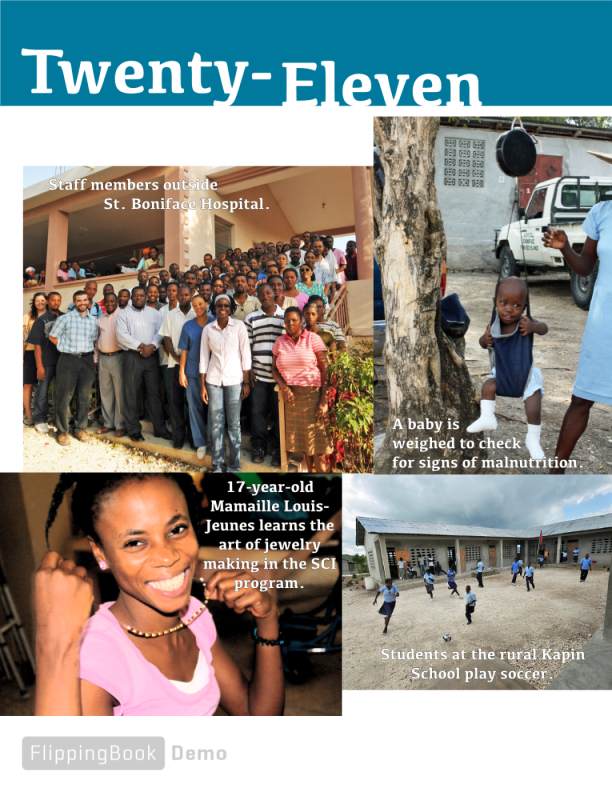 Twenty-Eleven
Staff members outside
St. Boniface Hospital.
A baby is
weighed to check
for signs of malnutrition.
17-year-old
Mamaille Louis-
Jeunes learns the
art of jewelry
making in the SCI
program.
Students at the rural Kapin
School play soccer.
FlippingBook Demo